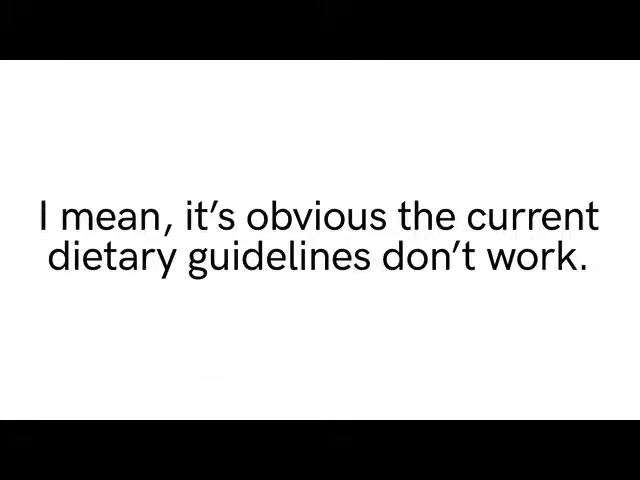 I mean, it’s obvious the current
dietary guidelines don’t work.